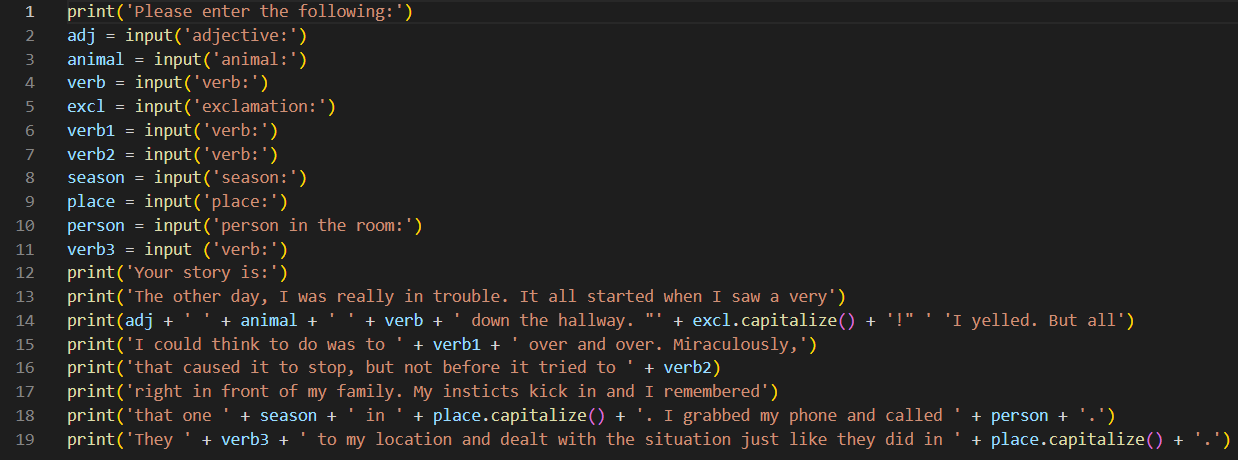 1 print('Please enter the following:')
2 adj = input('adjective:')
3 animal = input('animal:')
4 verb = input('verb:')
5 excl = input('exclamation:')
6 verb1 = input('verb:')
7 verb2 = input('verb:')
8 season = input('season:')
9 place = input('place:')
10 person = input('person in the room:')
11 verb3 = input ('verb:')
12 print('Your story is:')
13 print('The other day, I was really in trouble. It all started when I saw a very')
14 print(adj + ' ' + animal + ' ' + verb + ' down the hallway. "' + excl.capitalize() + '!" ' 'I yelled. But all')
15 print('I could think to do was to ' + verb1 + ' over and over. Miraculously,')
16 print('that caused it to stop, but not before it tried to ' + verb2)
17 print('right in front of my family. My insticts kick in and I remembered')
18 print('that one ' + season + ' in ' + place.capitalize() + '. I grabbed my phone and called ' + person + '.')
19 print('They ' + verb3 + ' to my location and dealt with the situation just like they did in ' + place.capitalize() + '.')